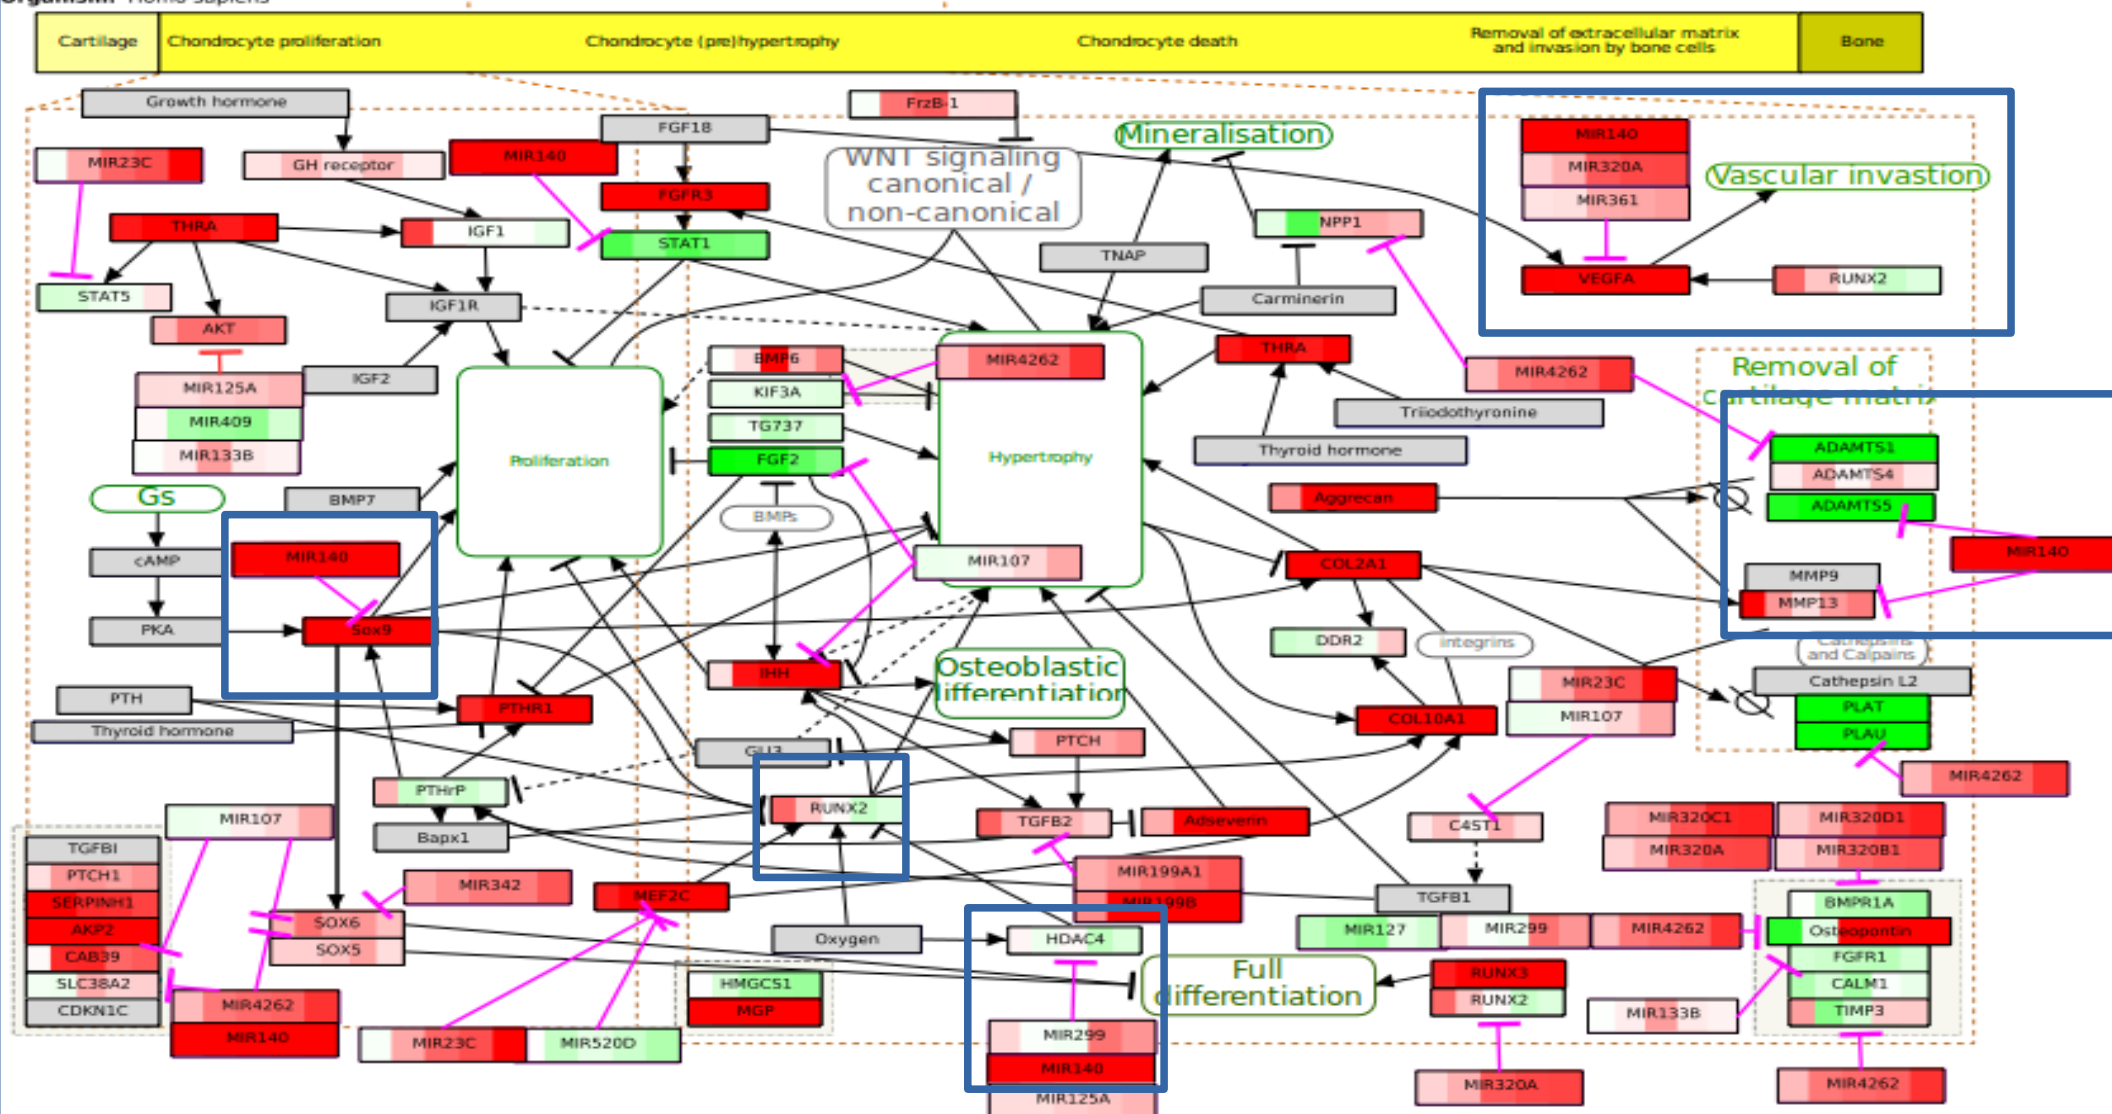 Organism: Homo sapiens
Cartilage
Chondrocyte proliferation
Chondrocyte (pre)hypertrophy
Chondrocyte death
Removal of extracellular matrix
and invasion by bone cells
Bone
Growth hormone
FrzB-1
FGF18
MIR140
Mineralisation
MIR140
MIR23C
GH receptor
WNT signaling
canonical /
non-canonical
MIR320A
Vascular invastion
FGFR3
MIR361
THRA
IGF1
STAT1
NPP1
TNAP
VEGFA
RUNX2
STAT5
IGF1R
Carminerin
AKT
BMP6
MIR4262
THRA
MIR4262
Removal of
cartilage matrix
MIR125A
IGF2
KIF3A
Triiodothyronine
MIR409
TG737
Thyroid hormone
ADAMTS1
MIR133B
Proliferation
FGF2
Hypertrophy
ADAMTS4
Gs
BMP7
BMPs
Aggrecan
ADAMTS5
cAMP
MIR140
MIR107
COL2A1
MIR140
MMP9
MMP13
PKA
Sox9
DDR2
integrins
Cathepsins
and Calpains
IHH
Osteoblastic
differentiation
MIR23C
Cathepsin L2
PTH
PTHR1
COL10A1
MIR107
PLAT
Thyroid hormone
GLI3
PTCH
PLAU
PTHrP
MIR4262
MIR107
RUNX2
TGFB2
Adseverin
C4ST1
MIR320C1
MIR320D1
Bapx1
MIR320A
MIR320B1
TGFBI
PTCH1
MIR342
MEF2C
MIR199A1
MIR199B
TGFB1
BMPR1A
SERPINH1
SOX6
AKP2
SOX5
Oxygen
HDAC4
MIR127
MIR299
MIR4262
Osteopontin
CAB39
FGFR1
SLC38A2
HMGCS1
Full
differentiation
RUNX3
CALM1
CDKN1C
MIR4262
MGP
RUNX2
MIR133B
TIMP3
MIR140
MIR23C
MIR520D
MIR299
MIR140
MIR320A
MIR4262
MIR125A